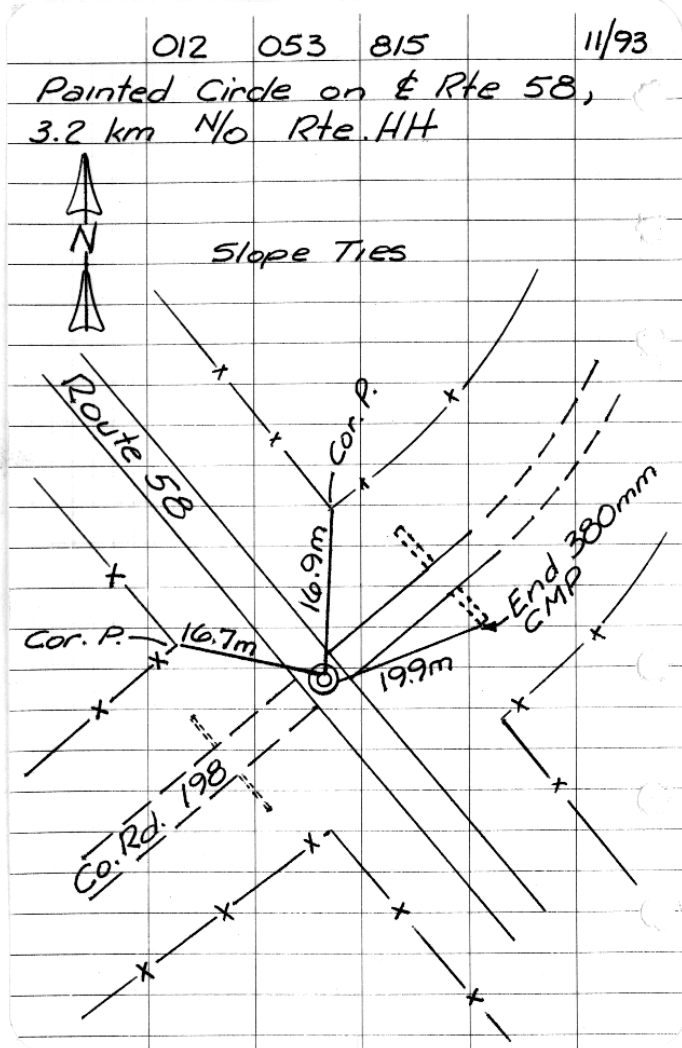 012 053 815 11/93
Painted Circle on ℄ Rte 58,
3.2 km N/o Rte. HH
N
Slope Ties
Route 58
Cor. P.
16.9m
End 380mm
CMP
Cor. P.
16.7m
19.9m
Co. Rd. 198